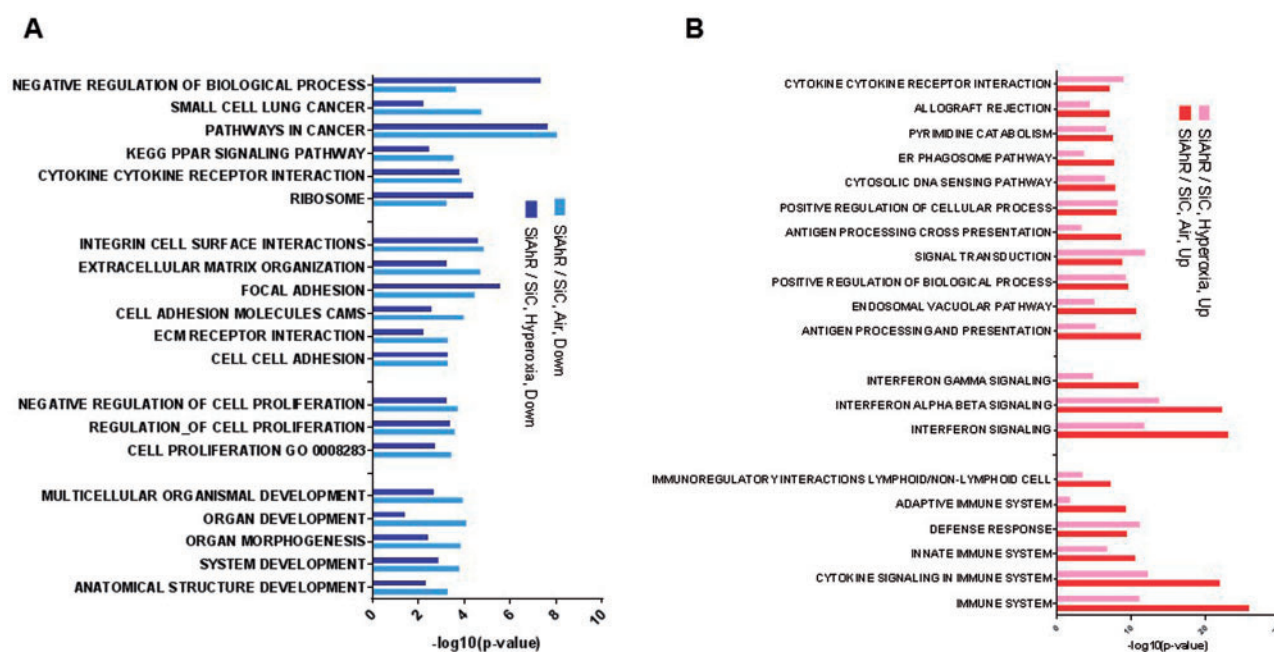 A
NEGATIVE REGULATION OF BIOLOGICAL PROCESS
SMALL CELL LUNG CANCER
PATHWAYS IN CANCER
KEGG PPAR SIGNALING PATHWAY
CYTOKINE CYTOKINE RECEPTOR INTERACTION
RIBOSOME
INTEGRIN CELL SURFACE INTERACTIONS
EXTRACELLULAR MATRIX ORGANIZATION
FOCAL ADHESION
CELL ADHESION MOLECULES CAMS
ECM RECEPTOR INTERACTION
CELL CELL ADHESION
NEGATIVE REGULATION OF CELL PROLIFERATION
REGULATION_OF CELL PROLIFERATION
CELL PROLIFERATION GO 0008283
MULTICELLULAR ORGANISMAL DEVELOPMENT
ORGAN DEVELOPMENT
ORGAN MORPHOGENESIS
SYSTEM DEVELOPMENT
ANATOMICAL STRUCTURE DEVELOPMENT
0 2 4 6 8 10
-log10(p-value)
SiAhR / SiC, Air, Down
SiAhR / SiC, Hyperoxia, Down
B
CYTOKINE CYTOKINE RECEPTOR INTERACTION
ALLOGRAFT REJECTION
PYRIMIDINE CATABOLISM
ER PHAGOSOME PATHWAY
CYTOSOLIC DNA SENSING PATHWAY
POSITIVE REGULATION OF CELLULAR PROCESS
ANTIGEN PROCESSING CROSS PRESENTATION
SIGNAL TRANSDUCTION
POSITIVE REGULATION OF BIOLOGICAL PROCESS
ENDOSOMAL VACUOLAR PATHWAY
ANTIGEN PROCESSING AND PRESENTATION
INTERFERON GAMMA SIGNALING
INTERFERON ALPHA BETA SIGNALING
INTERFERON SIGNALING
IMMUNOREGULATORY INTERACTIONS LYMPHOID/NON-LYMPHOID CELL
ADAPTIVE IMMUNE SYSTEM
DEFENSE RESPONSE
INNATE IMMUNE SYSTEM
CYTOKINE SIGNALING IN IMMUNE SYSTEM
IMMUNE SYSTEM
0 10 20
-log10(p-value)
SiAhR / SiC, Hyperoxia, Up
SiAhR / SiC, Air, Up